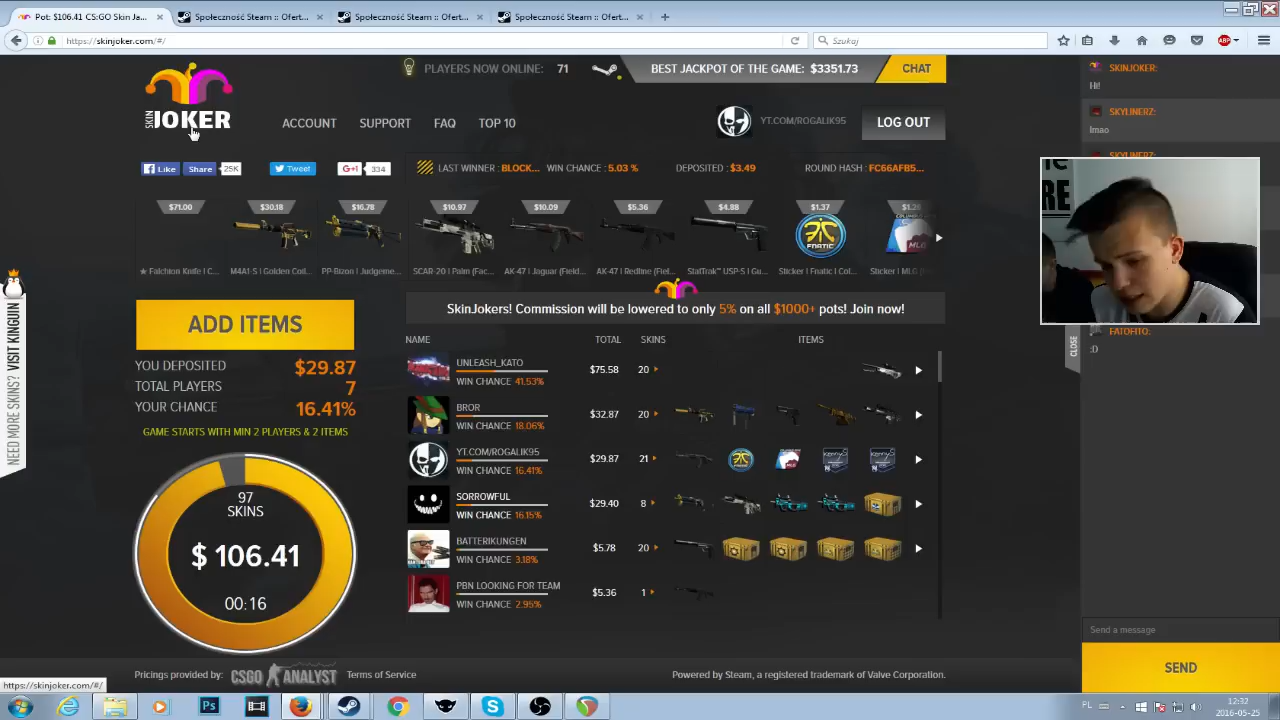 Pot: $106.41 CS:GO Skin Ja...
Społeczność Steam :: Ofert...
Społeczność Steam :: Ofert...
Społeczność Steam :: Ofert...
https://skinjoker.com/#/
Szukaj
ABP
PLAYERS NOW ONLINE: 71
BEST JACKPOT OF THE GAME: $3351.73
CHAT
SKIN JOKER
ACCOUNT SUPPORT FAQ TOP 10
YT.COM/ROGALIK95
LOG OUT
Like Share 25K
Tweet
G+1 334
LAST WINNER : BLOCK... WIN CHANCE : 5.03 % DEPOSITED : $3.49 ROUND HASH : FC66AFB5...
$71.00 $30.18 $16.78 $10.97 $10.09 $5.36 $4.88 $1.37
FNATIC
★ Falchion Knife | C... M4A1-S | Golden Coil... PP-Bizon | Judgeme... SCAR-20 | Palm (Fac... AK-47 | Jaguar (Field... AK-47 | Redline (Fiel... StatTrak™ USP-S | Gu... Sticker | Fnatic | Col... Sticker | MLG
NEED MORE SKINS? VISIT KINGUIN
ADD ITEMS
SkinJokers! Commission will be lowered to only 5% on all $1000+ pots! Join now!
YOU DEPOSITED $29.87
TOTAL PLAYERS 7
YOUR CHANCE 16.41%
GAME STARTS WITH MIN 2 PLAYERS & 2 ITEMS
97
SKINS
$ 106.41
00:16
NAME TOTAL SKINS ITEMS
UNLEASH_KATO
WIN CHANCE 41.53%
$75.58 20
BROR
WIN CHANCE 18.06%
$32.87 20
YT.COM/ROGALIK95
WIN CHANCE 16.41%
$29.87 21
SORROWFUL
WIN CHANCE 16.15%
$29.40 8
BATTERIKUNGEN
WIN CHANCE 3.18%
$5.78 20
PBN LOOKING FOR TEAM
WIN CHANCE 2.95%
$5.36 1
Pricings provided by: CSGO ANALYST
Terms of Service
Powered by Steam, a registered trademark of Valve Corporation.
SKINJOKER:
Hi!
SKYLINERZ:
lmao
SKYLINERZ:
FATOFITO:
:D
CLOSE
Send a message
SEND
https://skinjoker.com/#/
Ps
PL
12:32
2016-05-25